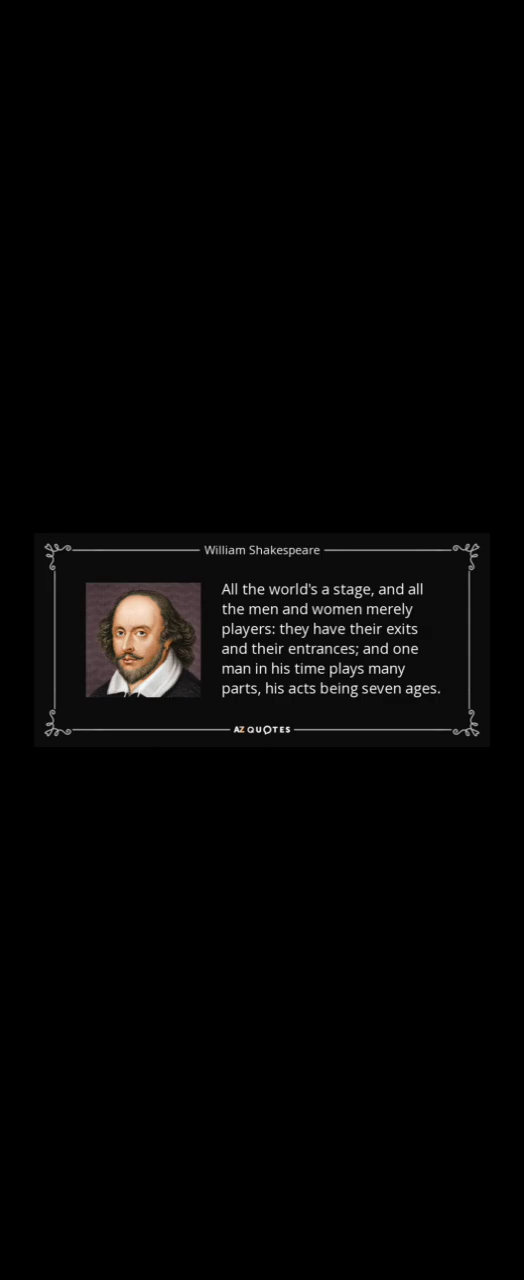 William Shakespeare
All the world's a stage, and all
the men and women merely
players: they have their exits
and their entrances; and one
man in his time plays many
parts, his acts being seven ages.
AZ QUOTES